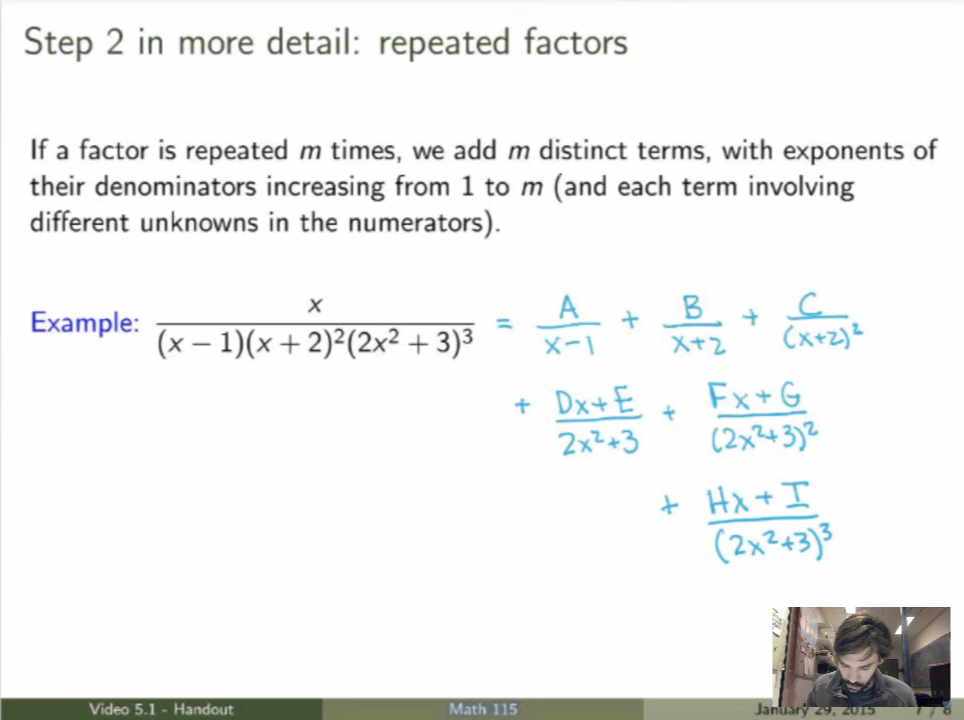 Step 2 in more detail: repeated factors
If a factor is repeated m times, we add m distinct terms, with exponents of
their denominators increasing from 1 to m (and each term involving
different unknowns in the numerators).
Example: x/((x − 1)(x + 2)²(2x² + 3)³) = A/(x-1) + B/(x+2) + C/(x+2)²
+ (Dx+E)/(2x²+3) + (Fx+G)/(2x²+3)²
+ (Hx+I)/(2x²+3)³
Video 5.1 - Handout Math 115 January 29, 2015 7 / 8